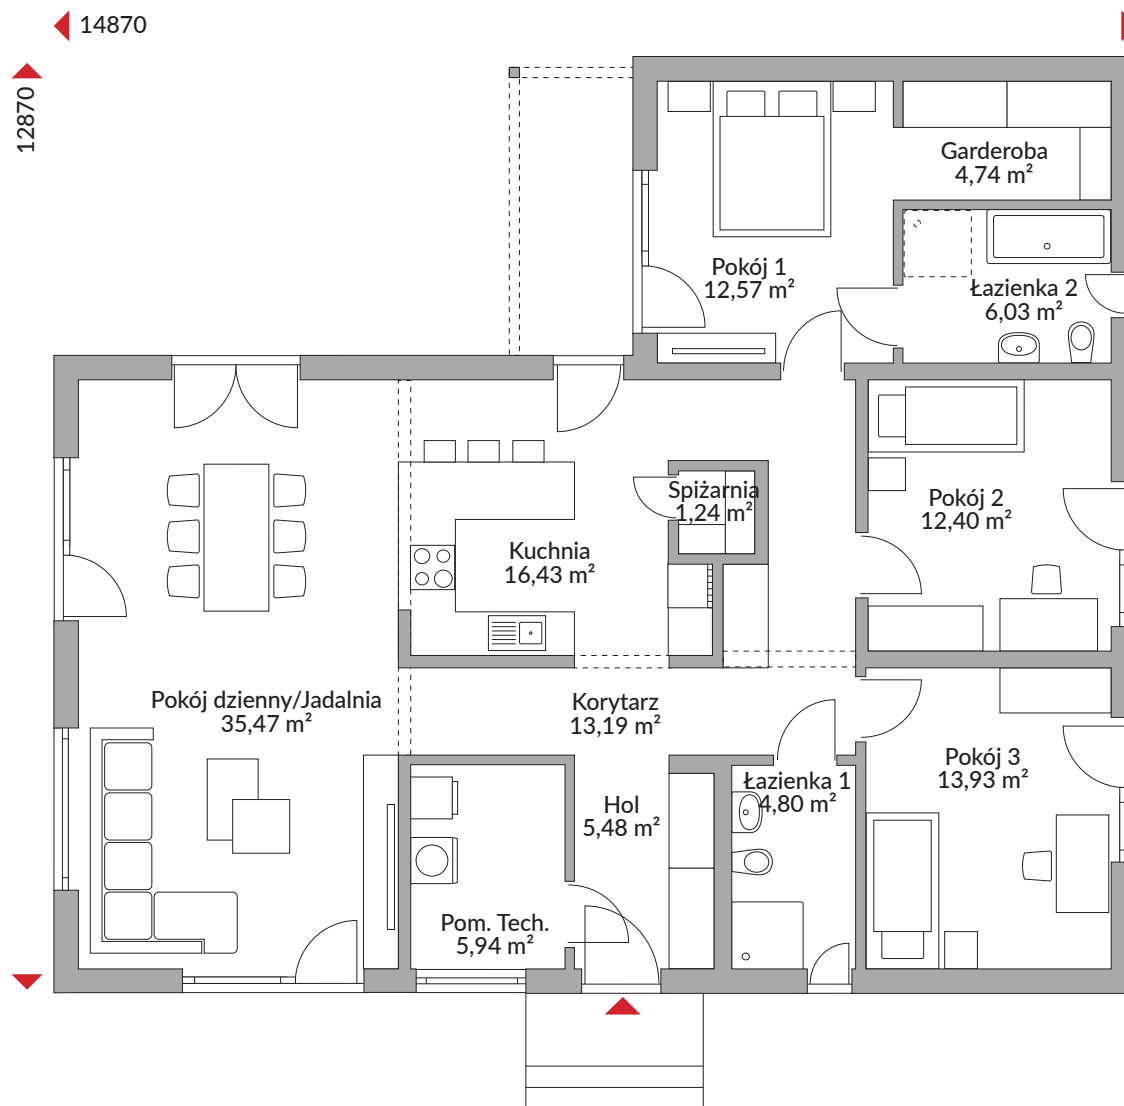 14870
12870
Garderoba
4,74 m²
Pokój 1
12,57 m²
Łazienka 2
6,03 m²
Spiżarnia
1,24 m²
Pokój 2
12,40 m²
Kuchnia
16,43 m²
Pokój dzienny/Jadalnia
35,47 m²
Korytarz
13,19 m²
Pokój 3
13,93 m²
Łazienka 1
4,80 m²
Hol
5,48 m²
Pom. Tech.
5,94 m²